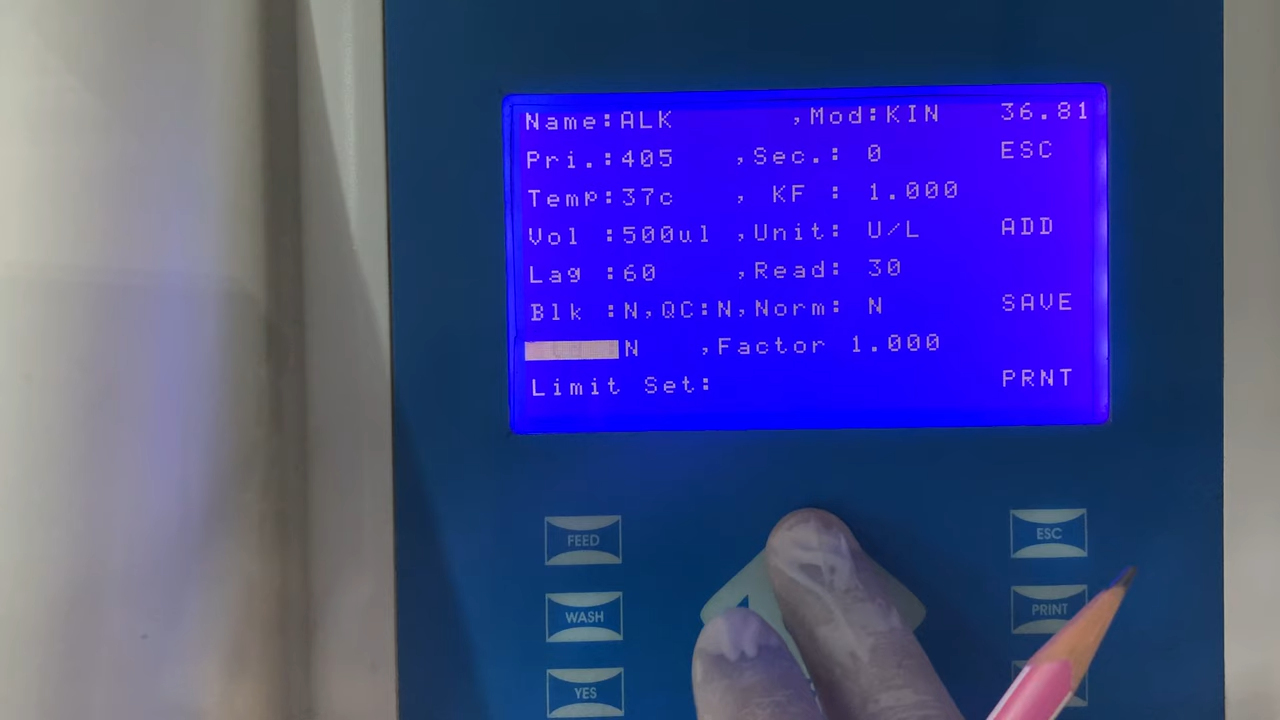 Name:ALK ,Mod:KIN 36.81
Pri.:405 ,Sec.: 0 ESC
Temp:37c , KF : 1.000
Vol :500ul ,Unit: U/L ADD
Lag :60 ,Read: 30
Blk :N,QC:N,Norm: N SAVE
N ,Factor 1.000
Limit Set: PRNT
FEED ESC
WASH PRINT
YES